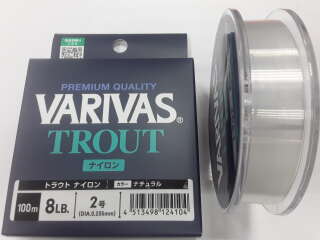 PREMIUM QUALITY
VARIVAS®
TROUT
ナイロン
トラウト ナイロン カラー ナチュラル
100m 8LB. 2号
(DIA.0.235mm)
4 513498 124104
VARIVAS